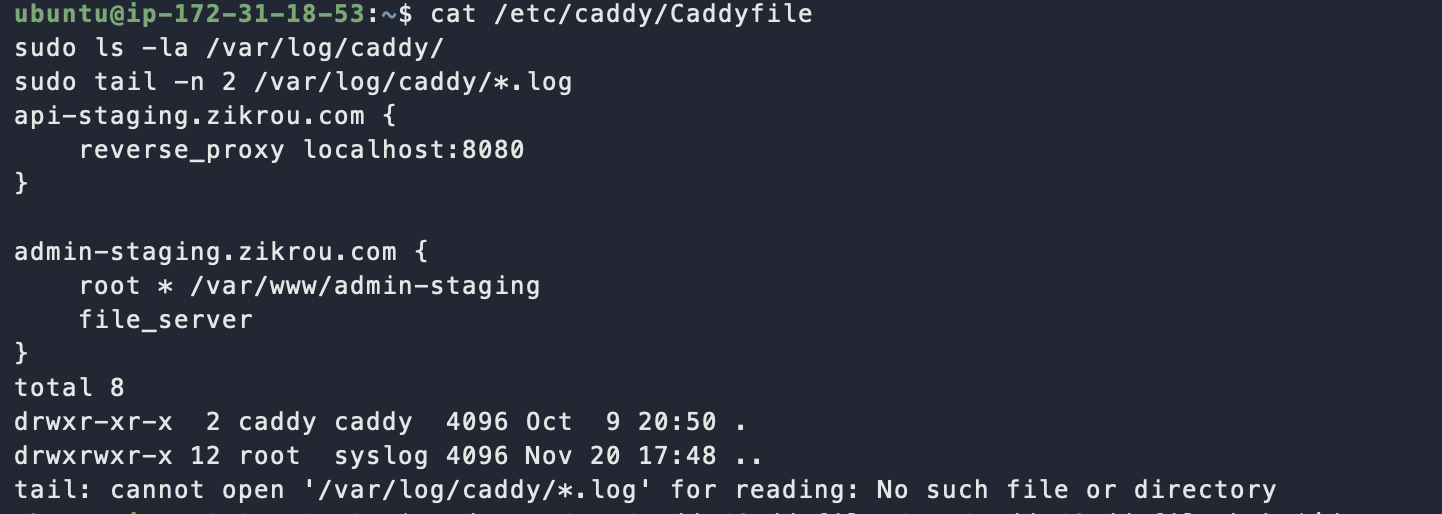 ubuntu@ip-172-31-18-53:~$ cat /etc/caddy/Caddyfile
sudo ls -la /var/log/caddy/
sudo tail -n 2 /var/log/caddy/*.log
api-staging.zikrou.com {
    reverse_proxy localhost:8080
}

admin-staging.zikrou.com {
    root * /var/www/admin-staging
    file_server
}
total 8
drwxr-xr-x  2 caddy caddy  4096 Oct  9 20:50 .
drwxrwxr-x 12 root  syslog 4096 Nov 20 17:48 ..
tail: cannot open '/var/log/caddy/*.log' for reading: No such file or directory